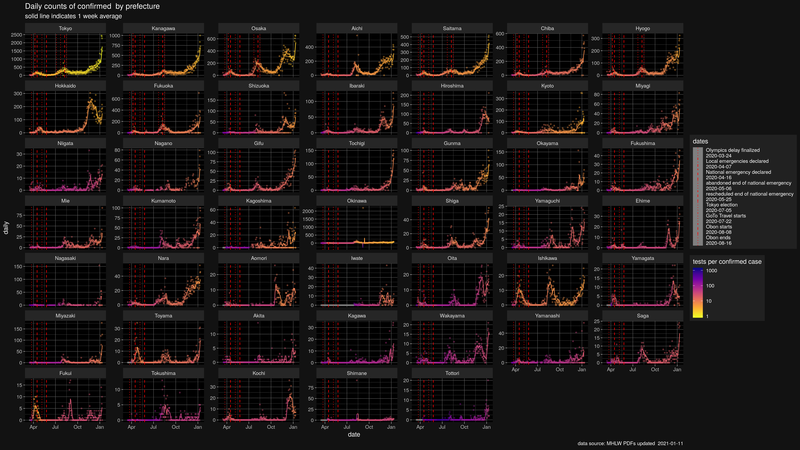 Daily counts of confirmed by prefecture
solid line indicates 1 week average
Tokyo Kanagawa Osaka Aichi Saitama Chiba Hyogo
Hokkaido Fukuoka Shizuoka Ibaraki Hiroshima Kyoto Miyagi
Niigata Nagano Gifu Tochigi Gunma Okayama Fukushima
Mie Kumamoto Kagoshima Okinawa Shiga Yamaguchi Ehime
Nagasaki Nara Aomori Iwate Oita Ishikawa Yamagata
Miyazaki Toyama Akita Kagawa Wakayama Yamanashi Saga
Fukui Tokushima Kochi Shimane Tottori
Apr Jul Oct Jan
daily
date
dates
Olympics delay finalized
2020-03-24
Local emergencies declared
2020-04-07
National emergency declared
2020-04-16
abandoned end of national emergency
2020-05-06
rescheduled end of national emergency
2020-05-25
Tokyo election
2020-07-05
GoTo Travel starts
2020-07-22
Obon starts
2020-08-08
Obon ends
2020-08-16
tests per confirmed case
1000
100
10
1
data source: MHLW PDFs updated 2021-01-11